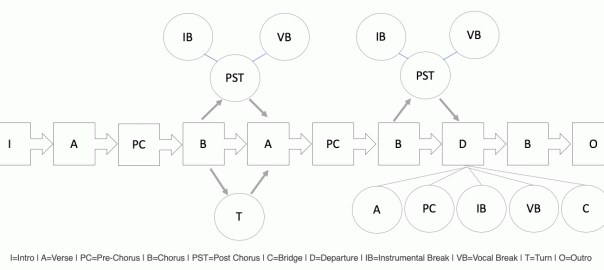 IB VB IB VB
PST PST
I A PC B A PC B D B O
T A PC IB VB C
I=Intro I A=Verse I PC=Pre-Chorus I B=Chorus I PST=Post Chorus I C=Bridge I D=Departure I IB=Instrumental Break I VB=Vocal Break I T=Turn I O=Outro